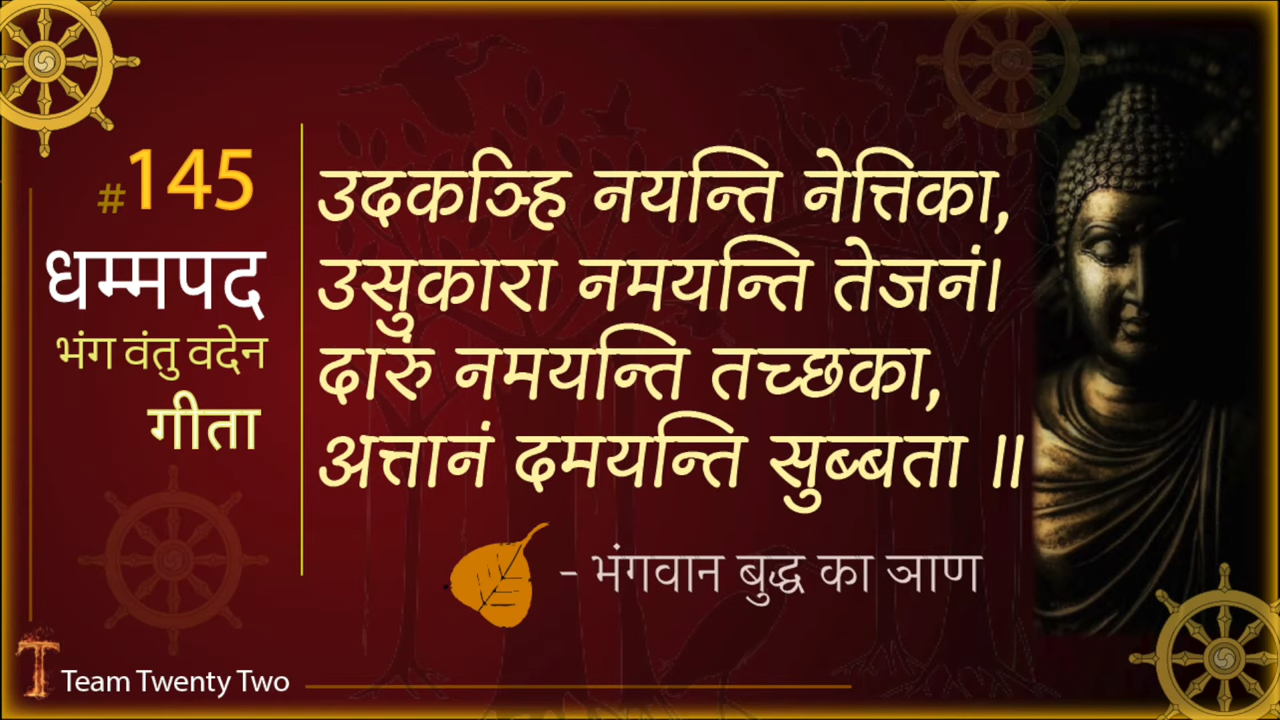 #145
धम्मपद
भंग वंतु वदेन
गीता
उदकञ्हि नयन्ति नेत्तिका,
उसुकारा नमयन्ति तेजनं।
दारुं नमयन्ति तच्छका,
अत्तानं दमयन्ति सुब्बता ॥
- भंगवान बुद्ध का ञाण
Team Twenty Two